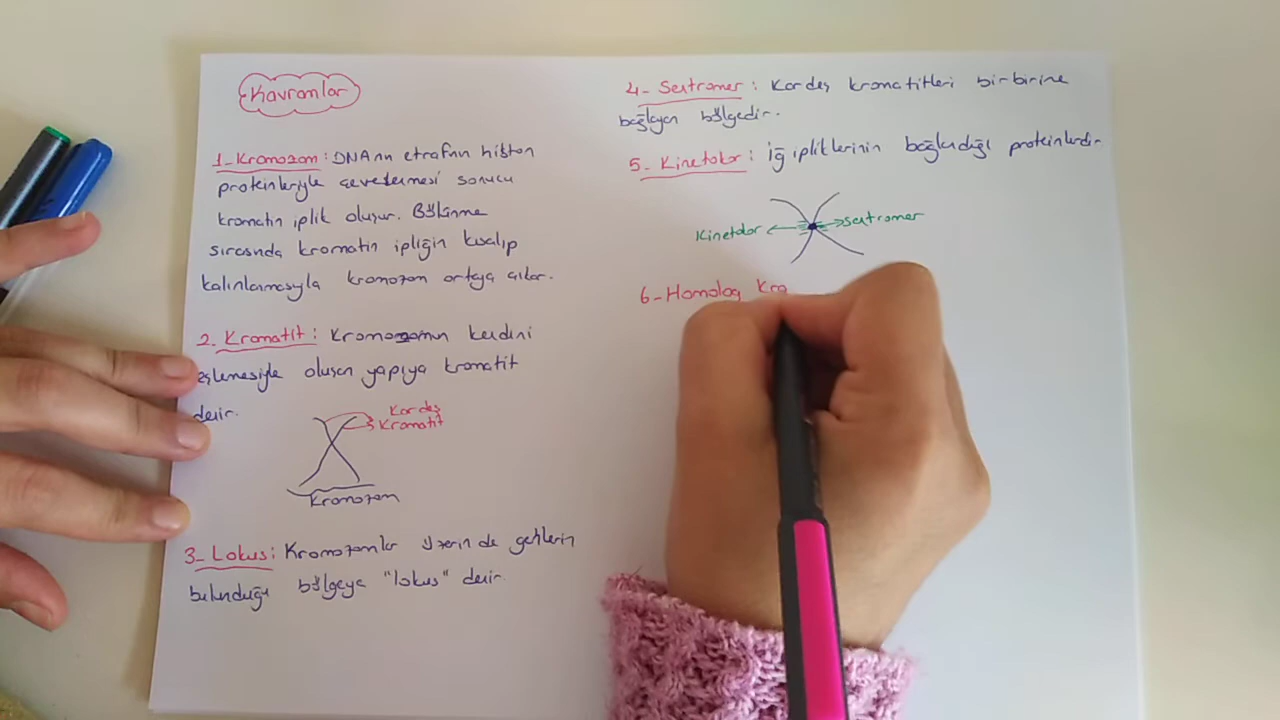 Kavramlar
1-Kromozom: DNA'nın etrafının histon
proteinleriyle çevrelenmesi sonucu
kromatin iplik oluşur. Bölünme
sırasında kromatin ipliğin kısalıp
kalınlaşmasıyla kromozom ortaya çıkar.
2. Kromatit: Kromozomun kendini
eşlemesiyle oluşan yapıya kromatit
denir.
Kardeş
Kromatit
Kromozom
3- Lokus: Kromozomlar üzerinde genlerin
bulunduğu bölgeye "lokus" denir.
4- Sentromer: Kardeş kromatitleri birbirine
bağlayan bölgedir.
5- Kinetokor: İğ ipliklerinin bağlandığı proteinlerdir
Kinetokor
sentromer
6-Homolog Kro